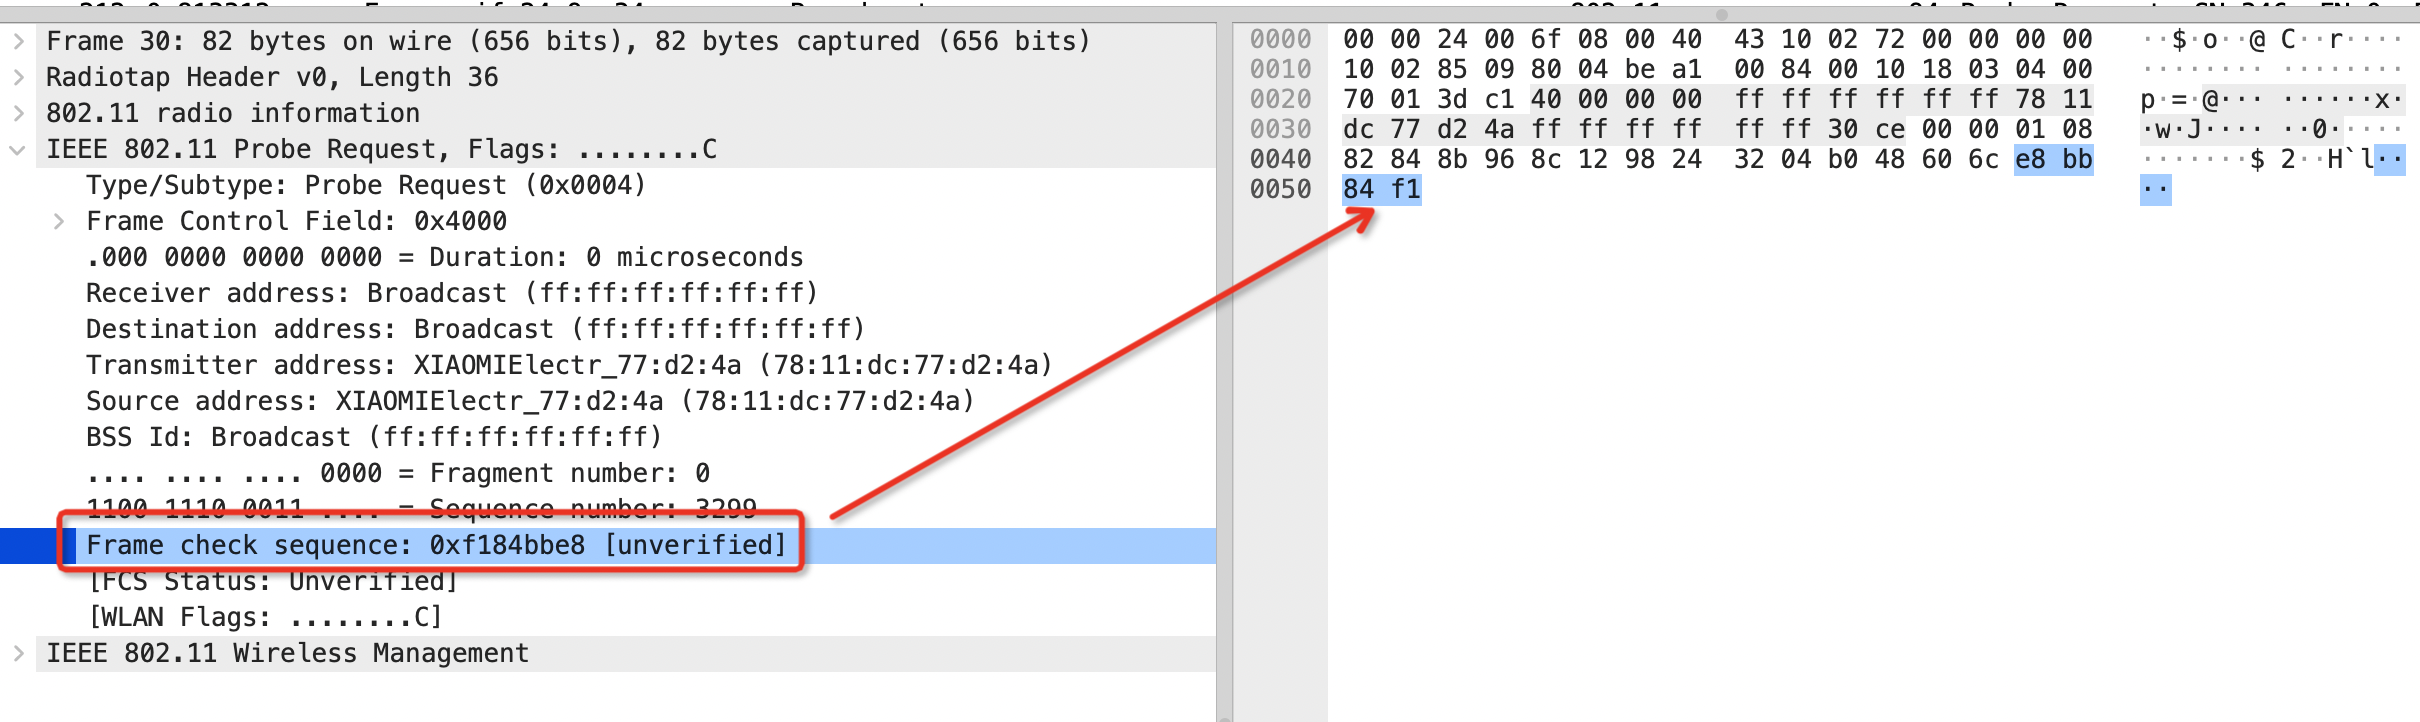 Frame 30: 82 bytes on wire (656 bits), 82 bytes captured (656 bits)
Radiotap Header v0, Length 36
802.11 radio information
IEEE 802.11 Probe Request, Flags: ........C
Type/Subtype: Probe Request (0x0004)
Frame Control Field: 0x4000
.000 0000 0000 0000 = Duration: 0 microseconds
Receiver address: Broadcast (ff:ff:ff:ff:ff:ff)
Destination address: Broadcast (ff:ff:ff:ff:ff:ff)
Transmitter address: XIAOMIElectr_77:d2:4a (78:11:dc:77:d2:4a)
Source address: XIAOMIElectr_77:d2:4a (78:11:dc:77:d2:4a)
BSS Id: Broadcast (ff:ff:ff:ff:ff:ff)
.... .... .... 0000 = Fragment number: 0
1100 1110 0011 .... = Sequence number: 3299
Frame check sequence: 0xf184bbe8 [unverified]
[FCS Status: Unverified]
[WLAN Flags: ........C]
IEEE 802.11 Wireless Management
0000 00 00 24 00 6f 08 00 40 43 10 02 72 00 00 00 00 ··$·o··@ C··r····
0010 10 02 85 09 80 04 be a1 00 84 00 10 18 03 04 00 ········ ········
0020 70 01 3d c1 40 00 00 00 ff ff ff ff ff ff 78 11 p·=·@··· ······x·
0030 dc 77 d2 4a ff ff ff ff ff ff 30 ce 00 00 01 08 ·w·J···· ··0·····
0040 82 84 8b 96 8c 12 98 24 32 04 b0 48 60 6c e8 bb ·······$ 2··H`l··
0050 84 f1 ··